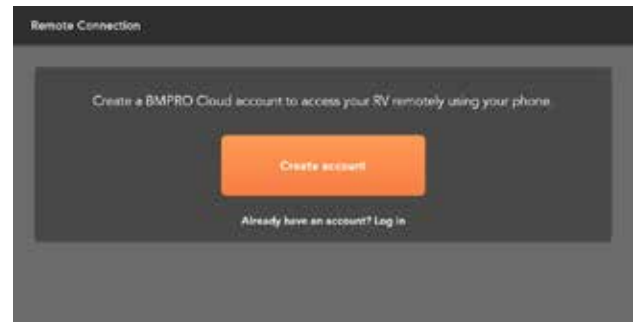 Remote Connection
Create a BMPRO Cloud account to access your RV remotely using your phone.
Create account
Already have an account? Log in